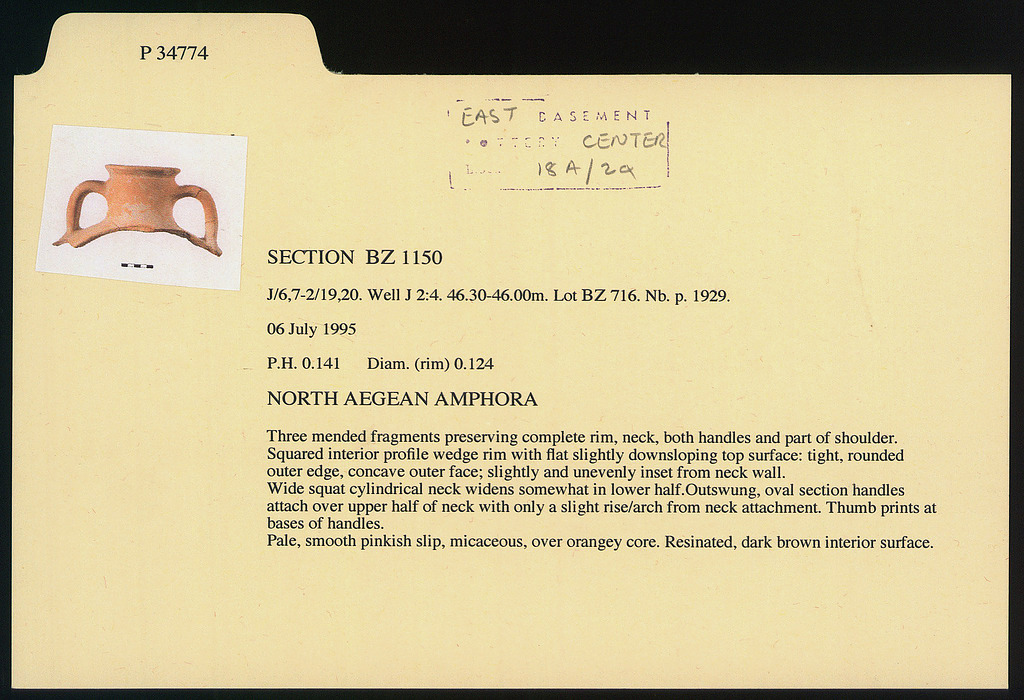 P 34774
EAST BASEMENT
CENTER
18 A/2a
SECTION BZ 1150
J/6,7-2/19,20. Well J 2:4. 46.30-46.00m. Lot BZ 716. Nb. p. 1929.
06 July 1995
P.H. 0.141 Diam. (rim) 0.124
NORTH AEGEAN AMPHORA
Three mended fragments preserving complete rim, neck, both handles and part of shoulder.
Squared interior profile wedge rim with flat slightly downsloping top surface: tight, rounded
outer edge, concave outer face; slightly and unevenly inset from neck wall.
Wide squat cylindrical neck widens somewhat in lower half.Outswung, oval section handles
attach over upper half of neck with only a slight rise/arch from neck attachment. Thumb prints at
bases of handles.
Pale, smooth pinkish slip, micaceous, over orangey core. Resinated, dark brown interior surface.